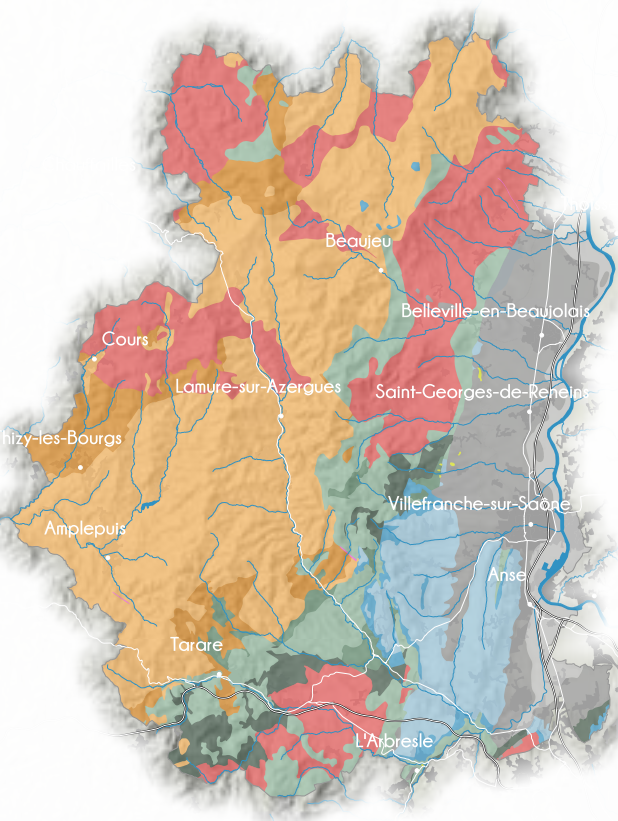 Beaujeu
Belleville-en-Beaujolais
Cours
Lamure-sur-Azergues
Saint-Georges-de-Reneins
hizy-les-Bourgs
Villefranche-sur-Saône
Amplepuis
Anse
Tarare
L'Arbresle